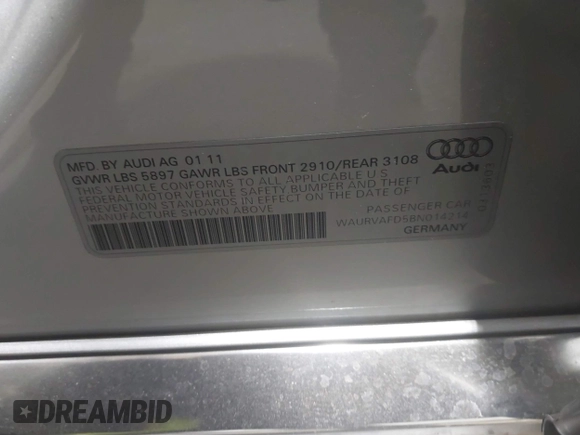 MFD. BY AUDI AG 01 11
GVWR LBS 5897 GAWR LBS FRONT 2910/REAR 3108
THIS VEHICLE CONFORMS TO ALL APPLICABLE U S
FEDERAL MOTOR VEHICLE SAFETY BUMPER AND THEFT
PREVENTION STANDARDS IN EFFECT ON THE DATE OF
MANUFACTURE SHOWN ABOVE
Audi
PASSENGER CAR
WAURVAFD5BN014214
GERMANY
DREAMBID